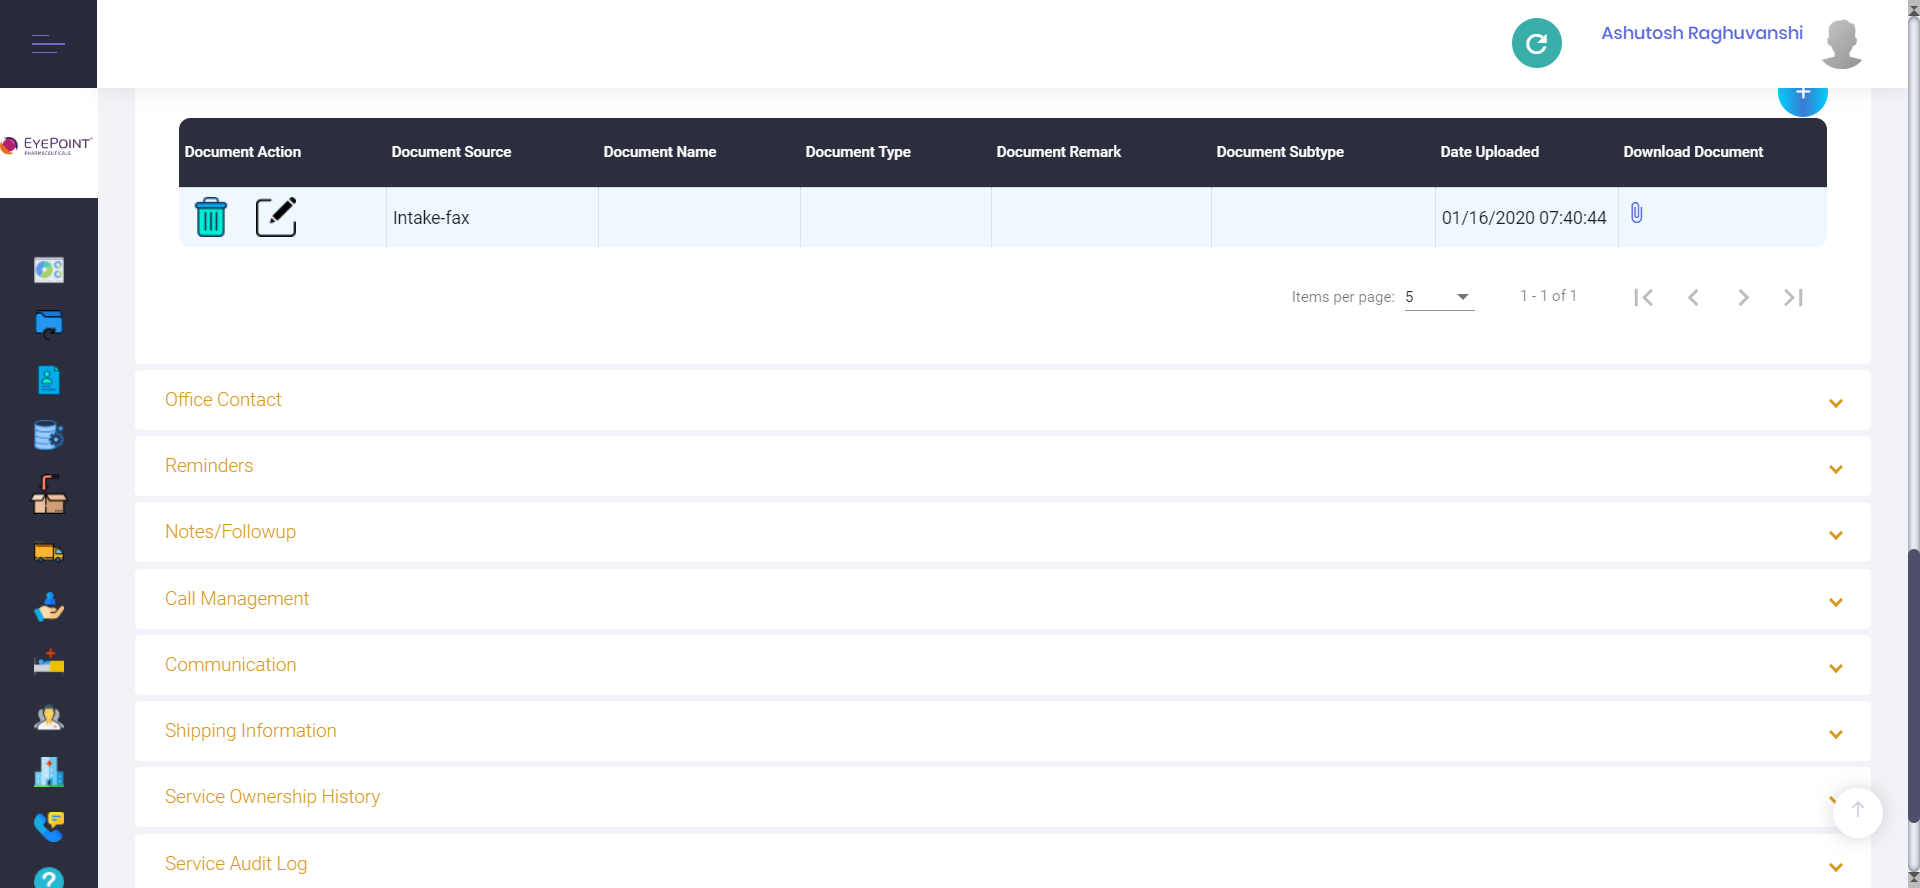 Ashutosh Raghuvanshi
EYEPOINT
PHARMACEUTICALS
Document Action Document Source Document Name Document Type Document Remark Document Subtype Date Uploaded Download Document
Intake-fax 01/16/2020 07:40:44
Items per page: 5 1 - 1 of 1
Office Contact
Reminders
Notes/Followup
Call Management
Communication
Shipping Information
Service Ownership History
Service Audit Log